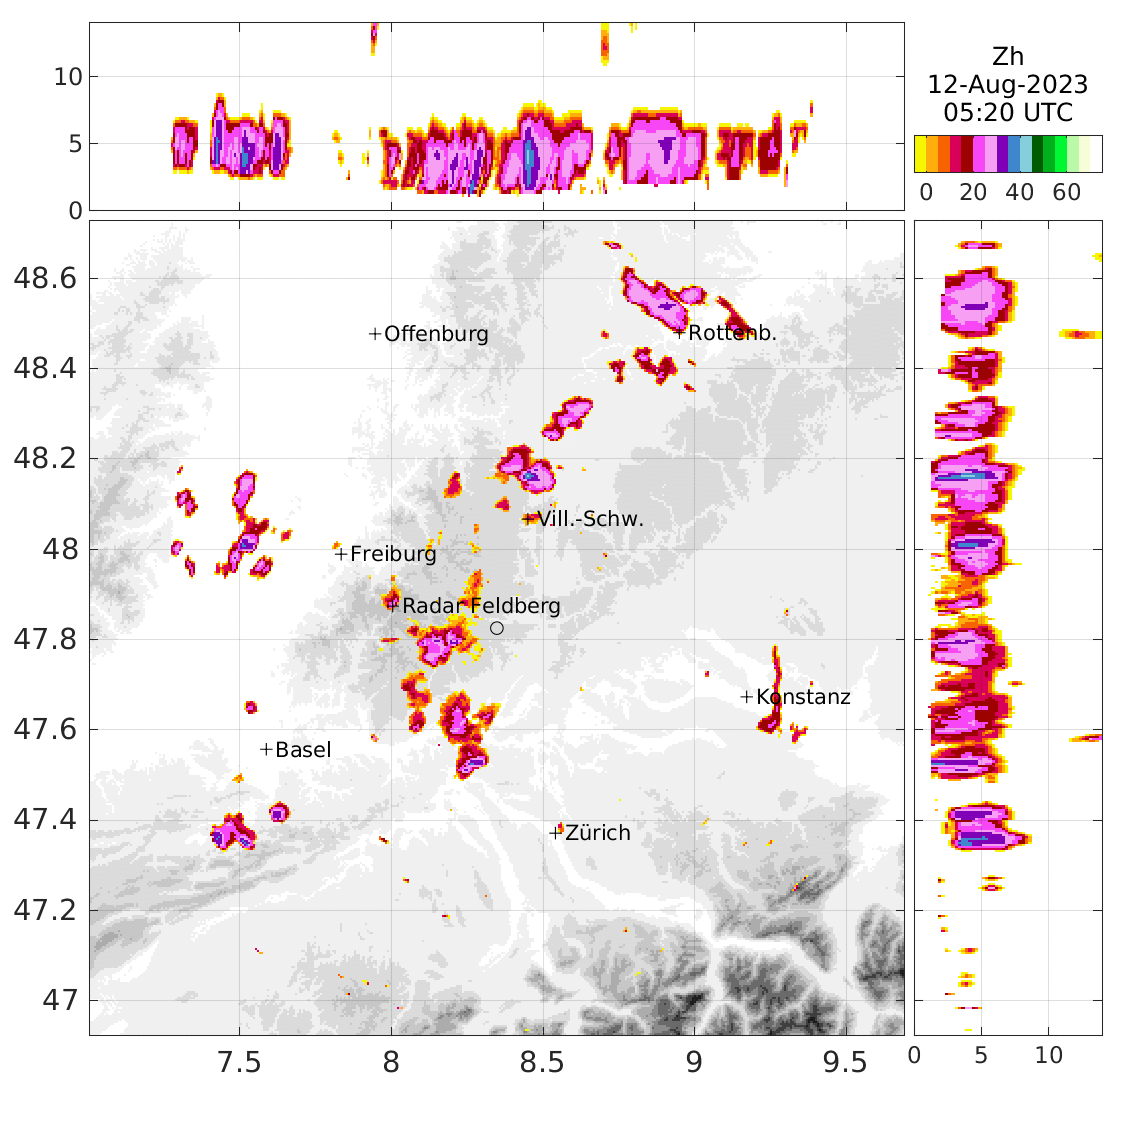 10
5
0
Zh
12-Aug-2023
05:20 UTC
0 20 40 60
48.6
48.4
48.2
48
47.8
47.6
47.4
47.2
47
Offenburg
Rottenb.
Vill.-Schw.
Freiburg
Radar Feldberg
Konstanz
Basel
Zürich
7.5 8 8.5 9 9.5
0 5 10